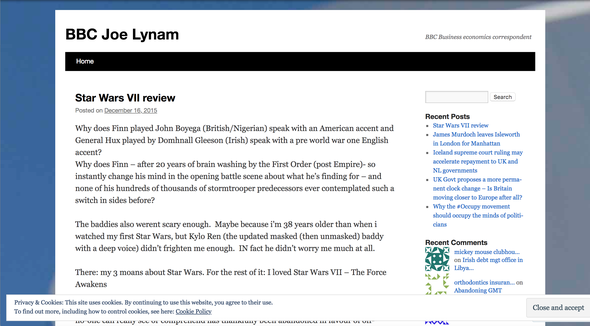 BBC Joe Lynam
BBC Business economics correspondent
Home
Star Wars VII review
Posted on December 16, 2015
Why does Finn played John Boyega (British/Nigerian) speak with an American accent and
General Hux played by Domhnall Gleeson (Irish) speak with a pre world war one English
accent?
Why does Finn – after 20 years of brain washing by the First Order (post Empire)- so
instantly change his mind in the opening battle scene about what he's finding for – and
none of his hundreds of thousands of stormtrooper predecessors ever contemplated such a
switch in sides before?
The baddies also werent scary enough.  Maybe because i'm 38 years older than when i
watched my first Star Wars, but Kylo Ren (the updated masked (then unmasked) baddy
with a deep voice) didn't frighten me enough.  IN fact he didn't worry me much at all.
There: my 3 moans about Star Wars. For the rest of it: I loved Star Wars VII – The Force
Awakens
Search
Recent Posts
Star Wars VII review
James Murdoch leaves Isleworth
in London for Manhattan
Iceland supreme court ruling may
accelerate repayment to UK and
NL governments
UK Govt proposes a more perma-
nent clock change – Is Britain
moving closer to Europe after all?
Why the #Occupy movement
should occupy the minds of politi-
cians
Recent Comments
mickey mouse clubhou...
on Irish debt mgt office in
Libya...
orthodontics insuran...
on Abandoning GMT
Privacy & Cookies: This site uses cookies. By continuing to use this website, you agree to their use.
To find out more, including how to control cookies, see here: Cookie Policy
Close and accept